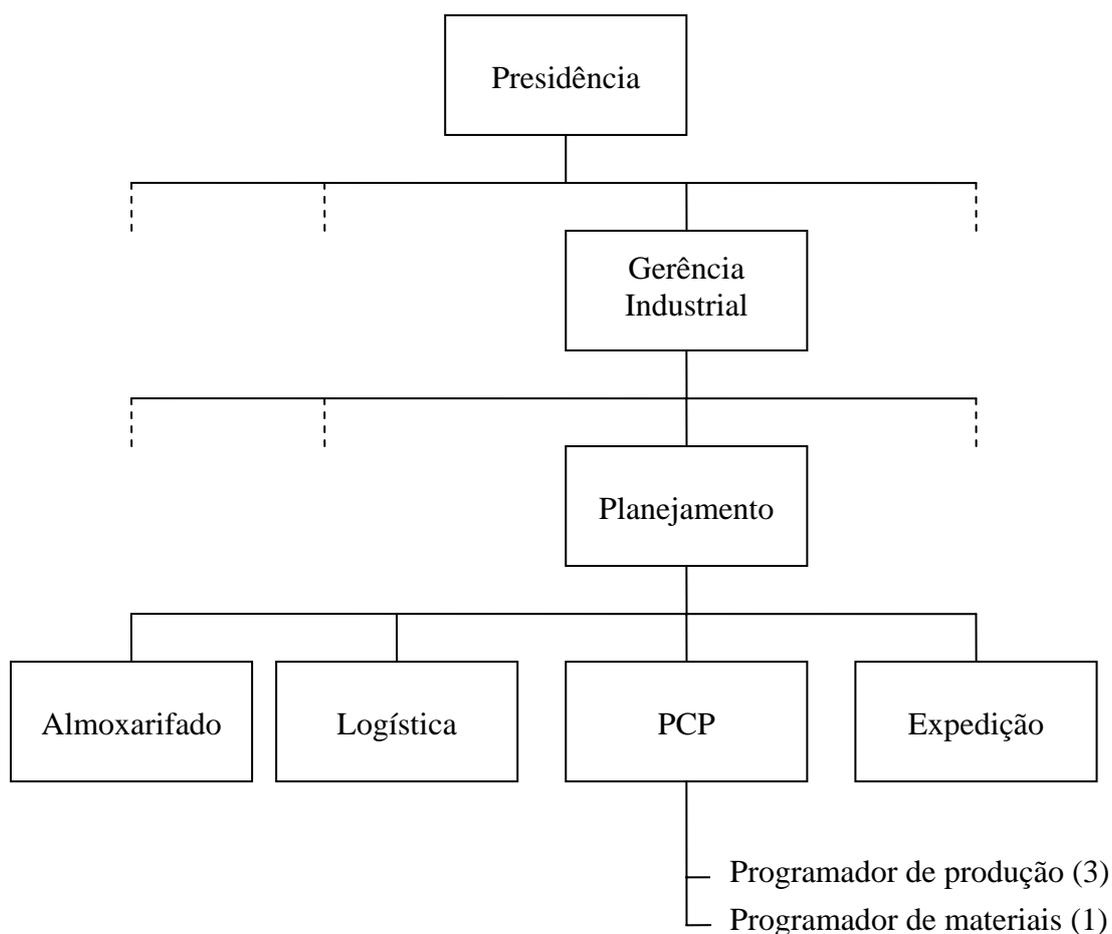 Presidência
Gerência
Industrial
Planejamento
Almoxarifado
Logística
PCP
Expedição
Programador de produção (3)
Programador de materiais (1)